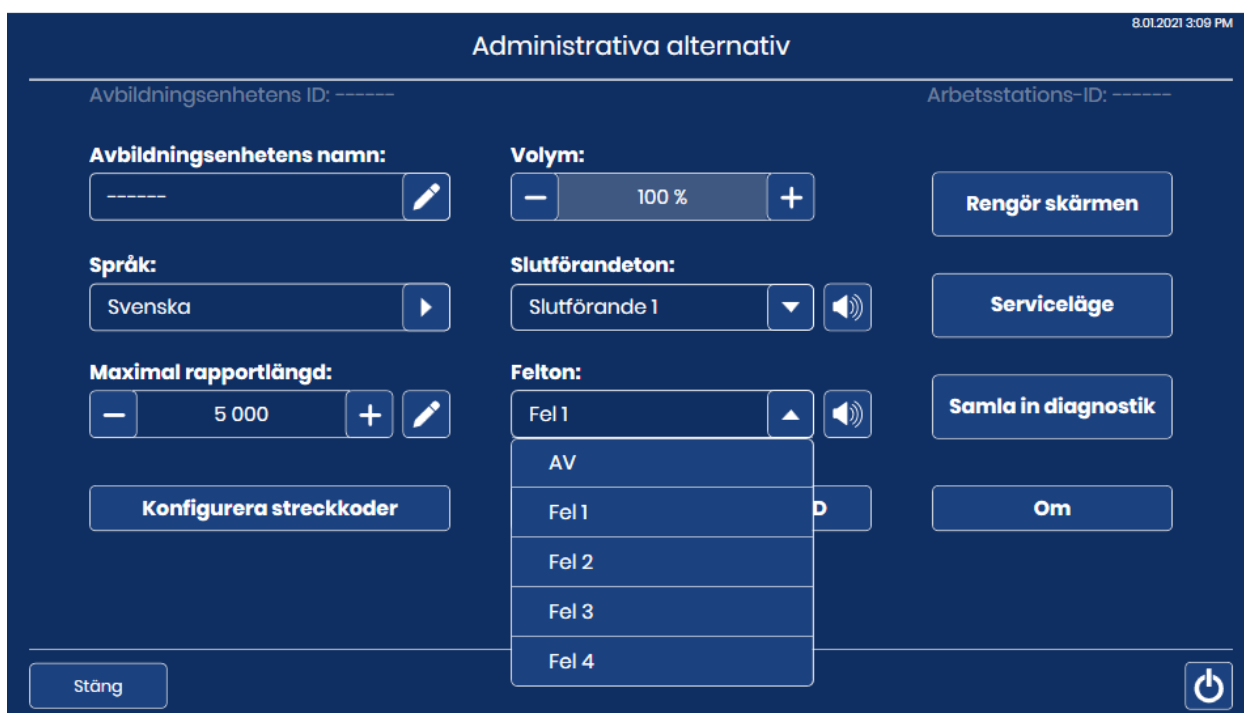 8.01.2021 3:09 PM
Administrativa alternativ
Avbildningsenhetens ID: ------
Arbetsstations-ID: ------
Avbildningsenhetens namn:
------
Volym:
100 %
Rengör skärmen
Språk:
Svenska
Slutförandeton:
Slutförande 1
Serviceläge
Maximal rapportlängd:
5 000
Felton:
Fel 1
Samla in diagnostik
AV
Fel 1
Fel 2
Fel 3
Fel 4
Konfigurera streckkoder
D
Om
Stäng